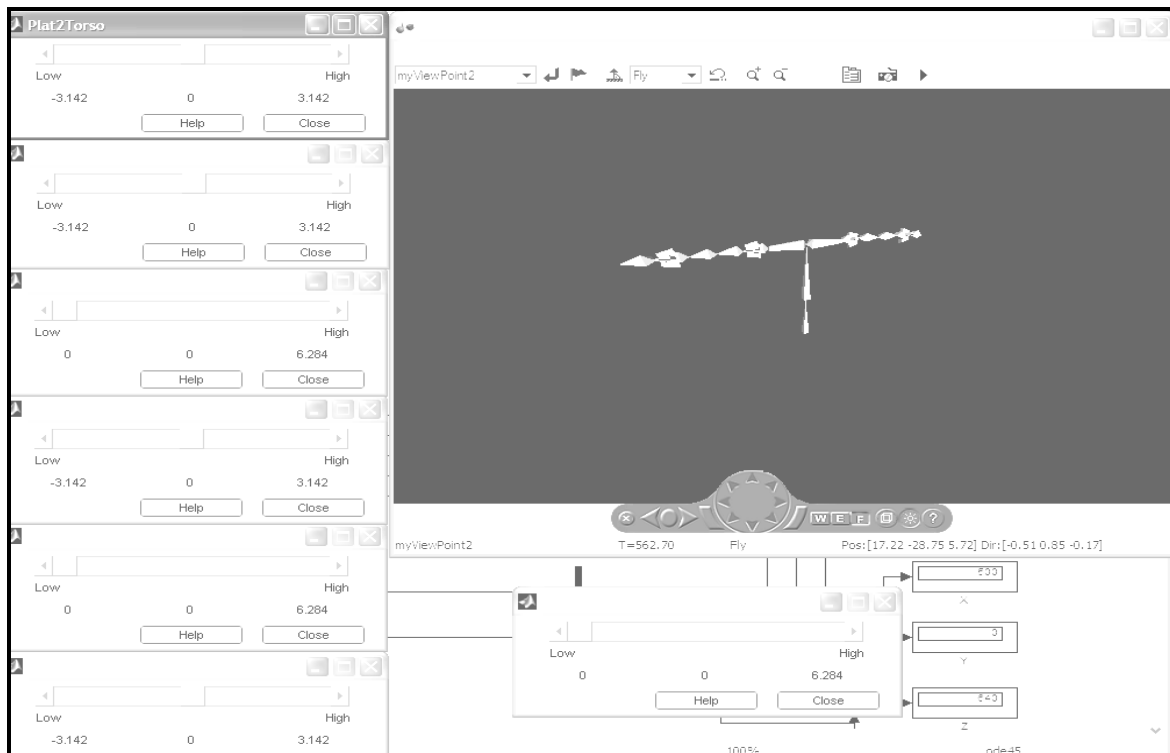 Plat2Torso
Low High
-3.142 0 3.142
Help Close
Low High
-3.142 0 3.142
Help Close
Low High
0 0 6.284
Help Close
Low High
-3.142 0 3.142
Help Close
Low High
0 0 6.284
Help Close
Low High
-3.142 0 3.142
myViewPoint2 Fly
W E F ?
myViewPoint2 T=562.70 Fly Pos:[17.22 -28.75 5.72] Dir:[-0.51 0.85 -0.17]
X
0
Y
640
Z
Low High
0 0 6.284
Help Close
100% ode45